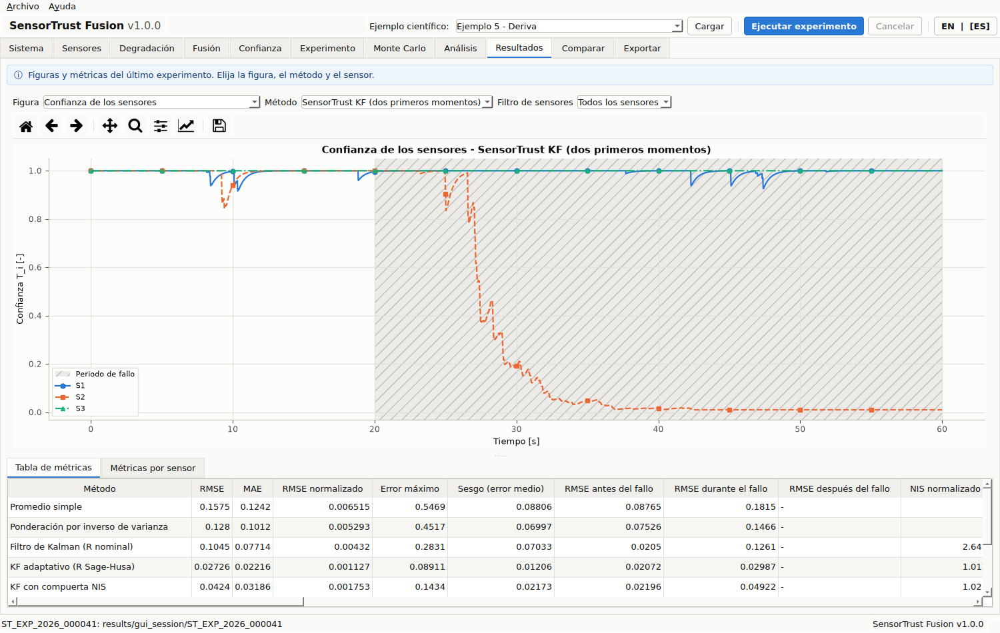 Archivo Ayuda
SensorTrust Fusion v1.0.0 Ejemplo científico: Ejemplo 5 - Deriva Cargar Ejecutar experimento Cancelar EN | [ES]
Sistema Sensores Degradación Fusión Confianza Experimento Monte Carlo Análisis Resultados Comparar Exportar
ⓘ Figuras y métricas del último experimento. Elija la figura, el método y el sensor.
Figura Confianza de los sensores Método SensorTrust KF (dos primeros momentos) Filtro de sensores Todos los sensores
Confianza de los sensores - SensorTrust KF (dos primeros momentos)
Confianza T_i [-]
1.0
0.8
0.6
0.4
0.2
0.0
Periodo de fallo
S1
S2
S3
0 10 20 30 40 50 60
Tiempo [s]
Tabla de métricas Métricas por sensor
Método RMSE MAE RMSE normalizado Error máximo Sesgo (error medio) RMSE antes del fallo RMSE durante el fallo RMSE después del fallo NIS normalizado
Promedio simple 0.1575 0.1242 0.006515 0.5469 0.08806 0.08765 0.1815 -
Ponderación por inverso de varianza 0.128 0.1012 0.005293 0.4517 0.06997 0.07526 0.1466 -
Filtro de Kalman (R nominal) 0.1045 0.07714 0.00432 0.2831 0.07033 0.0205 0.1261 - 2.64
KF adaptativo (R Sage-Husa) 0.02726 0.02216 0.001127 0.08911 0.01206 0.02072 0.02987 - 1.01
KF con compuerta NIS 0.0424 0.03186 0.001753 0.1434 0.02173 0.02196 0.04922 - 1.02
ST_EXP_2026_000041: results/gui_session/ST_EXP_2026_000041 SensorTrust Fusion v1.0.0